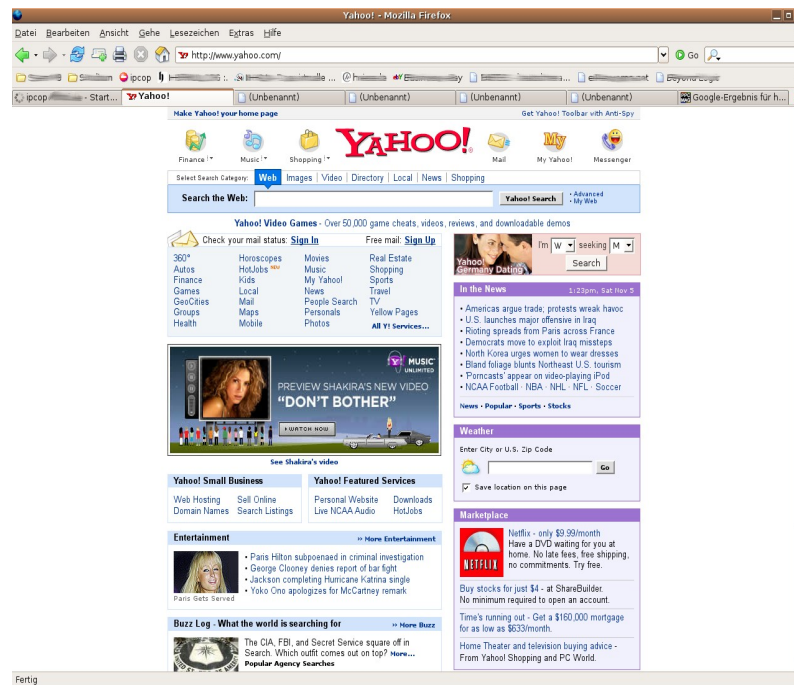 Yahoo! - Mozilla Firefox
Datei Bearbeiten Ansicht Gehe Lesezeichen Extras Hilfe
http://www.yahoo.com/ Go
ipcop
ipcop - Start... Yahoo! (Unbenannt) (Unbenannt) (Unbenannt) (Unbenannt) Google-Ergebnis für h...
Make Yahoo! your home page Get Yahoo! Toolbar with Anti-Spy
YAHOO!
Finance Music Shopping Mail My Yahoo! Messenger
Select Search Category: Web Images Video Directory Local News Shopping
Search the Web: Yahoo! Search · Advanced
· My Web
Yahoo! Video Games - Over 50,000 game cheats, videos, reviews, and downloadable demos
Check your mail status: Sign In Free mail: Sign Up
360° Horoscopes Movies Real Estate
Autos HotJobs NEW Music Shopping
Finance Kids My Yahoo! Sports
Games Local News Travel
GeoCities Mail People Search TV
Groups Maps Personals Yellow Pages
Health Mobile Photos All Y! Services...
Y! MUSIC
UNLIMITED
PREVIEW SHAKIRA'S NEW VIDEO
“DON'T BOTHER”
WATCH NOW
See Shakira's video
Yahoo! Small Business
Web Hosting Sell Online
Domain Names Search Listings
Yahoo! Featured Services
Personal Website Downloads
Live NCAA Audio HotJobs
Entertainment » More Entertainment
· Paris Hilton subpoenaed in criminal investigation
· George Clooney denies report of bar fight
· Jackson completing Hurricane Katrina single
· Yoko Ono apologizes for McCartney remark
Paris Gets Served
Buzz Log - What the world is searching for » More Buzz
The CIA, FBI, and Secret Service square off in
Search. Which outfit comes out on top? More...
Popular Agency Searches
Yahoo!
Germany Dating
I'm W seeking M
Search
In the News 1:23pm, Sat Nov 5
· Americas argue trade; protests wreak havoc
· U.S. launches major offensive in Iraq
· Rioting spreads from Paris across France
· Democrats move to exploit Iraq missteps
· North Korea urges women to wear dresses
· Bland foliage blunts Northeast U.S. tourism
· 'Porncasts' appear on video-playing iPod
· NCAA Football · NBA · NHL · NFL · Soccer
News · Popular · Sports · Stocks
Weather
Enter City or U.S. Zip Code
Go
Save location on this page
Marketplace
NETFLIX
Netflix - only $9.99/month
Have a DVD waiting for you at
home. No late fees, free shipping,
no commitments. Try free.
Buy stocks for just $4 - at ShareBuilder.
No minimum required to open an account.
Time's running out - Get a $160,000 mortgage
for as low as $633/month.
Home Theater and television buying advice -
From Yahoo! Shopping and PC World.
Fertig